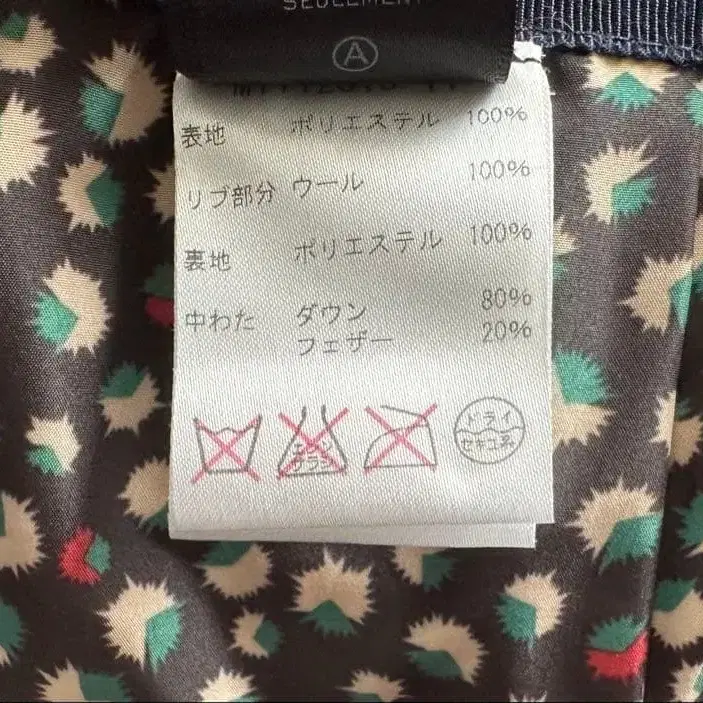 SEULEMENT
A
表地 ポリエステル 100%
リブ部分 ウール 100%
裏地 ポリエステル 100%
中わた ダウン 80%
フェザー 20%
エンソ
サラシ
ドライ
セキユ系